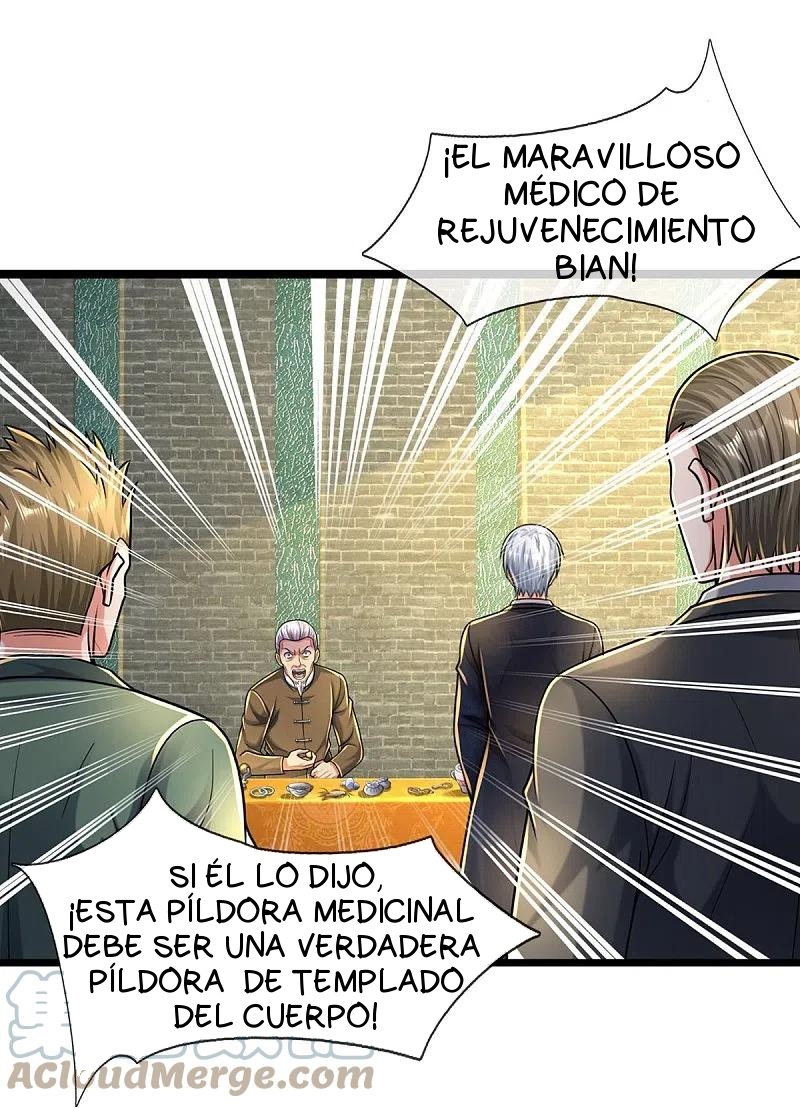 ¡EL MARAVILLOSO
MÉDICO DE
REJUVENECIMIENTO
BIAN!
SI ÉL LO DIJO,
¡ESTA PÍLDORA MEDICINAL
DEBE SER UNA VERDADERA
PÍLDORA DE TEMPLADO
DEL CUERPO!
ACloudMerge.com